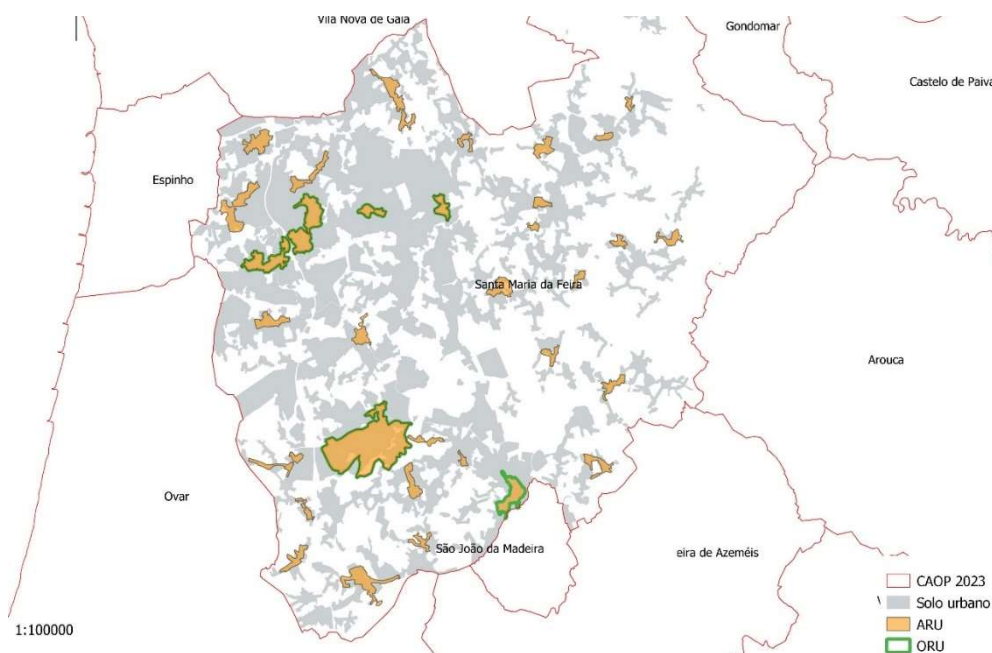 Vila Nova de Gaia
Gondomar
Castelo de Paiva
Espinho
Santa Maria da Feira
Arouca
Ovar
São João da Madeira
eira de Azeméis
CAOP 2023
Solo urbano
ARU
ORU
1:100000